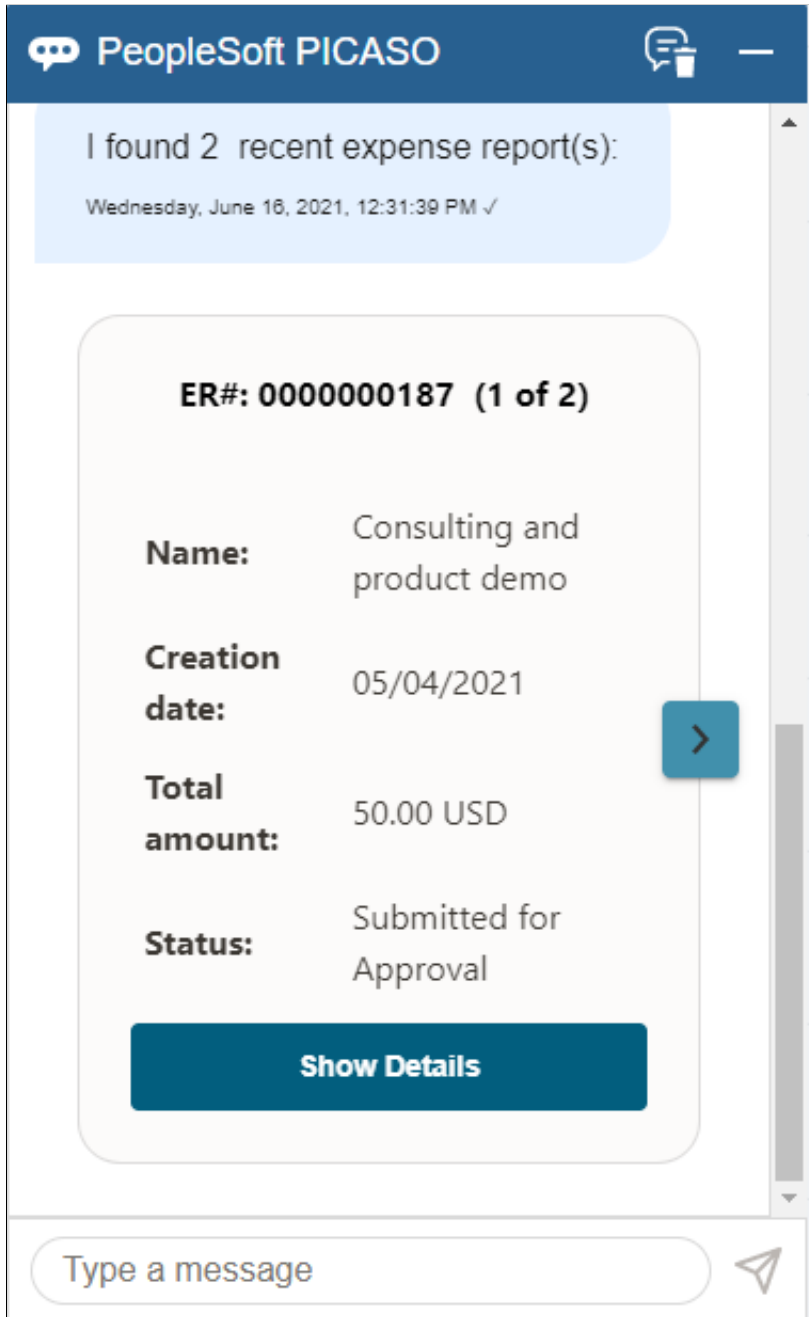 PeopleSoft PICASO
I found 2 recent expense report(s):
Wednesday, June 16, 2021, 12:31:39 PM ✓
ER#: 0000000187 (1 of 2)
Name:
Consulting and
product demo
Creation
date:
05/04/2021
Total
amount:
50.00 USD
Status:
Submitted for
Approval
Show Details
Type a message